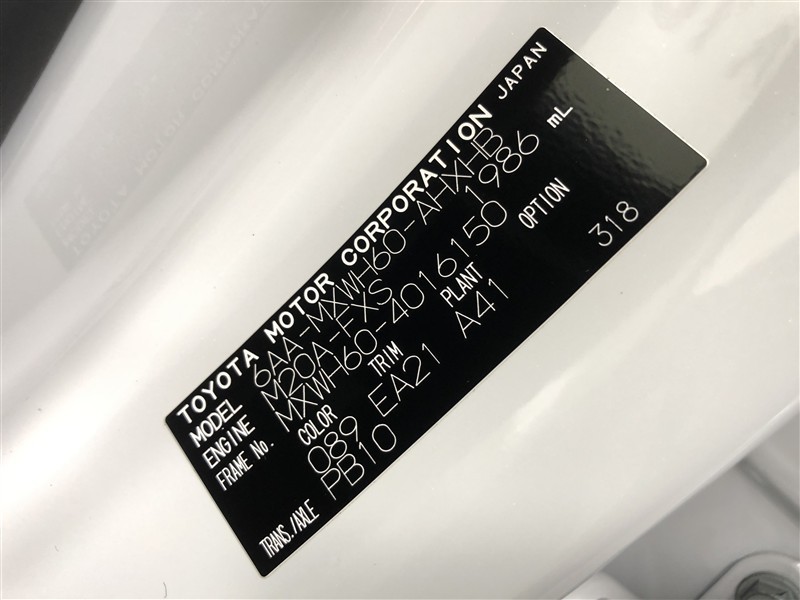 TOYOTA MOTOR CORPORATION JAPAN
MODEL 6AA-MXWH60-AHXHB
ENGINE M20A-FXS 1986 mL
FRAME No. MXWH60-4016150
COLOR TRIM PLANT OPTION
089 EA21 A41 318
TRANS./AXLE PB10